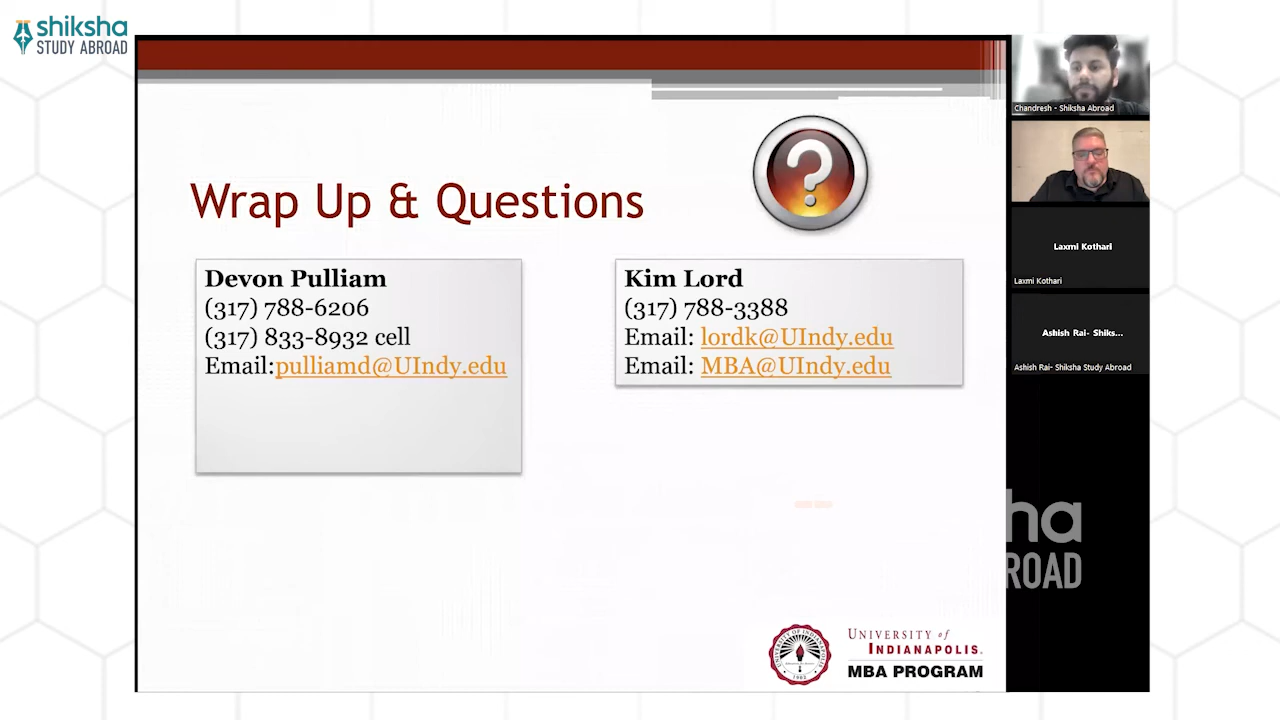 shiksha
STUDY ABROAD
Wrap Up & Questions
?
Devon Pulliam
(317) 788-6206
(317) 833-8932 cell
Email:pulliamd@UIndy.edu
Kim Lord
(317) 788-3388
Email: lordk@UIndy.edu
Email: MBA@UIndy.edu
UNIVERSITY of
INDIANAPOLIS.
MBA PROGRAM
Chandresh - Shiksha Abroad
Laxmi Kothari
Laxmi Kothari
Ashish Rai- Shiks...
Ashish Rai- Shiksha Study Abroad
ha
ROAD